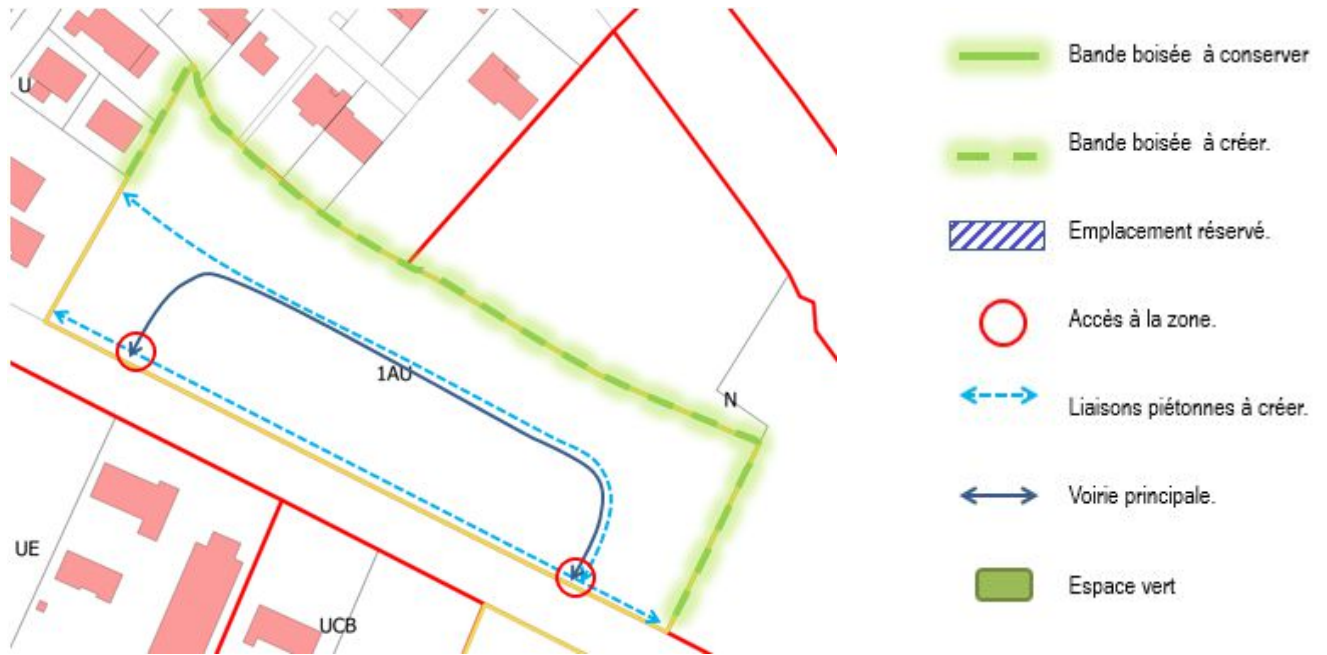 U
1AU
N
UE
UCB
Bande boisée à conserver
Bande boisée à créer.
Emplacement réservé.
Accès à la zone.
Liaisons piétonnes à créer.
Voirie principale.
Espace vert